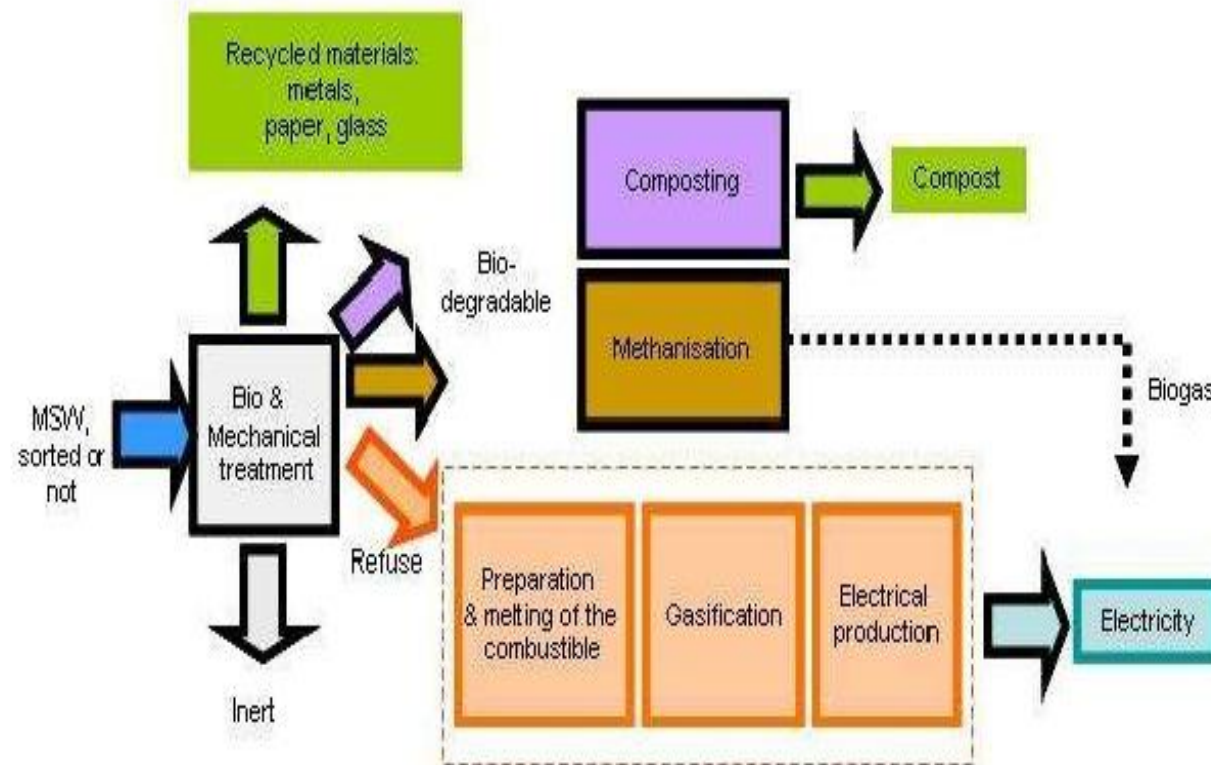 Recycled materials:
metals,
paper, glass
Composting
Compost
Bio-
degradable
Methanisation
Biogas
MSW,
sorted or
not
Bio &
Mechanical
treatment
Refuse
Preparation
& melting of the
combustible
Gasification
Electrical
production
Electricity
Inert